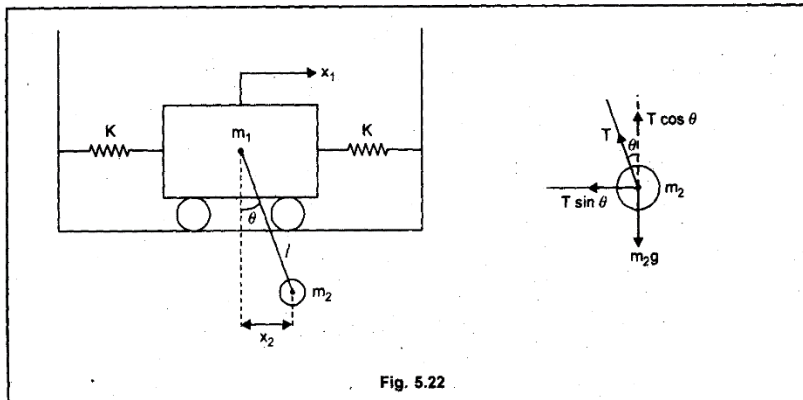 x₁
K
m₁
K
θ
l
m₂
x₂
T
θ
T cos θ
m₂
T sin θ
m₂g
Fig. 5.22